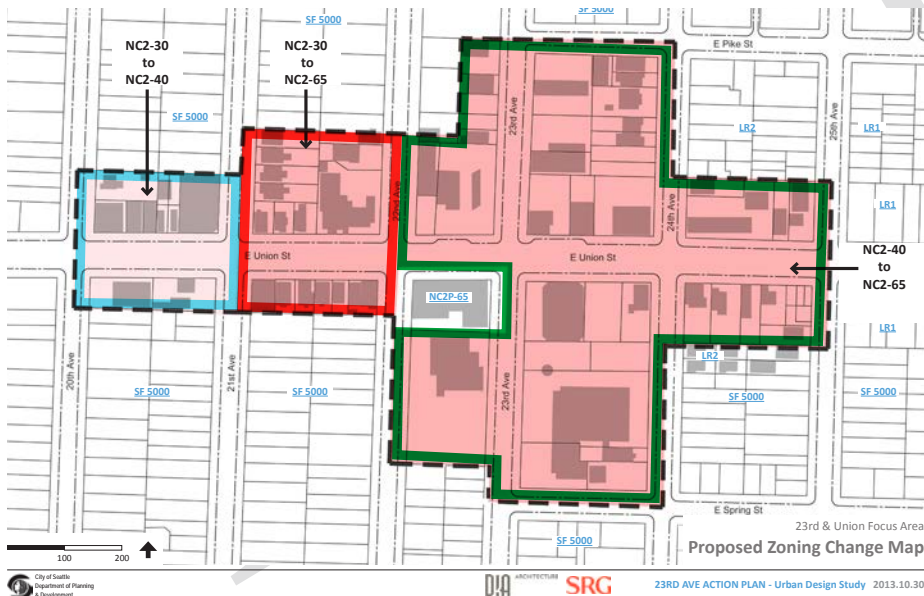 SF 5000
SF 5000
E Pike St
NC2-30
to
NC2-40
NC2-30
to
NC2-65
23rd Ave
25th Ave
SF 5000
LR2
LR1
LR1
22nd Ave
24th Ave
E Union St
E Union St
NC2-40
to
NC2-65
NC2P-65
LR1
20th Ave
21st Ave
LR2
SF 5000
SF 5000
23rd Ave
SF 5000
SF 5000
E Spring St
SF 5000
23rd & Union Focus Area
Proposed Zoning Change Map
100 200
City of Seattle
Department of Planning
& Development
ARCHITECTURE
SRG
23RD AVE ACTION PLAN - Urban Design Study 2013.10.30